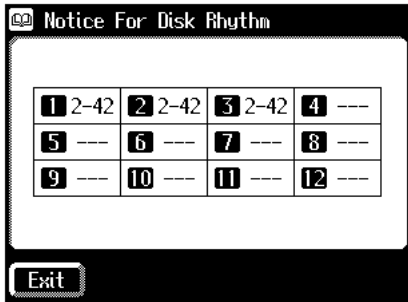 Notice For Disk Rhythm
1 2-42 2 2-42 3 2-42 4 ---
5 --- 6 --- 7 --- 8 ---
9 --- 10 --- 11 --- 12 ---
Exit